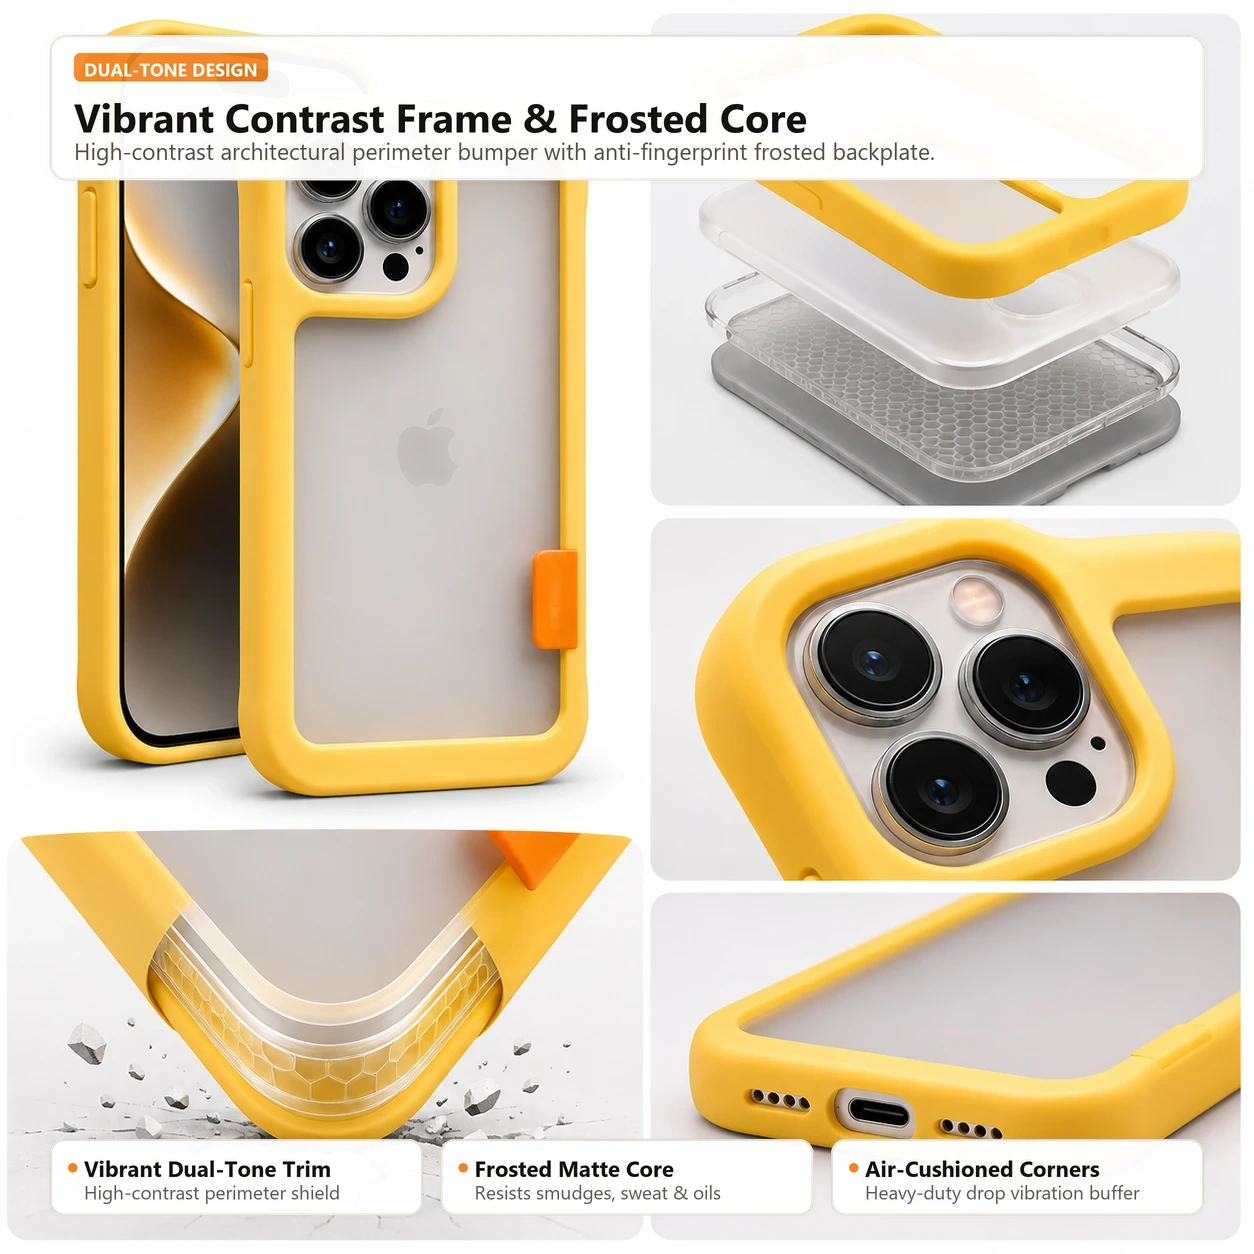 DUAL-TONE DESIGN
Vibrant Contrast Frame & Frosted Core
High-contrast architectural perimeter bumper with anti-fingerprint frosted backplate.
Vibrant Dual-Tone Trim
High-contrast perimeter shield
Frosted Matte Core
Resists smudges, sweat & oils
Air-Cushioned Corners
Heavy-duty drop vibration buffer